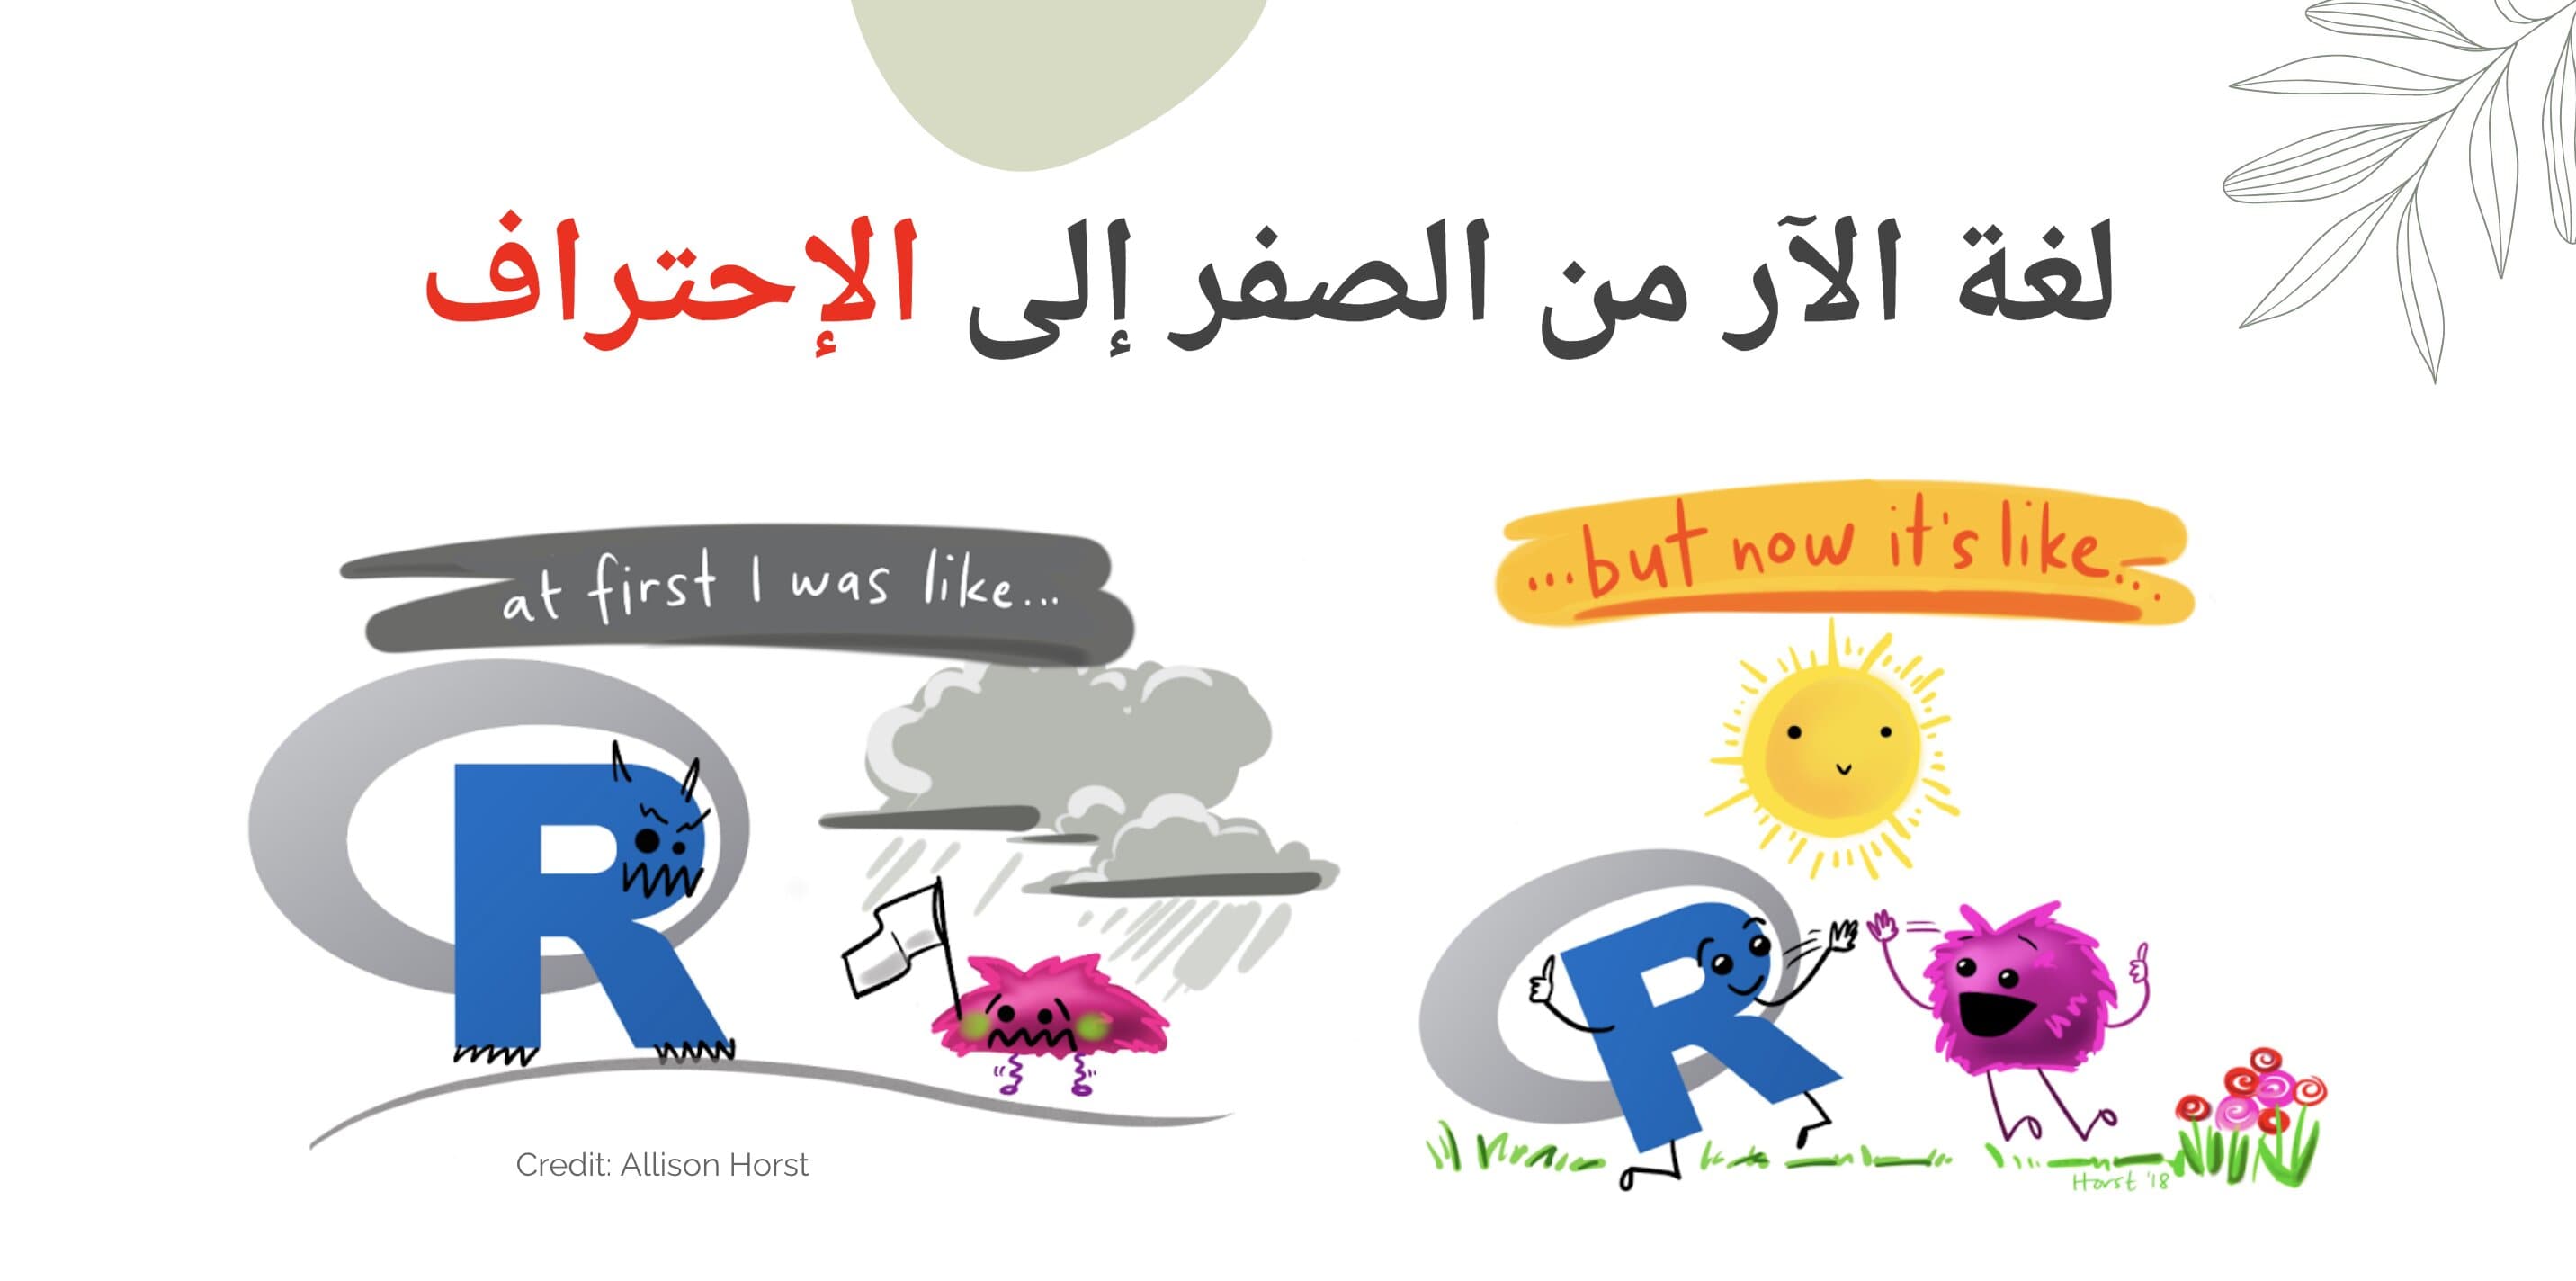 لغة الآر من الصفر إلى الإحتراف
at first I was like...
...but now it's like...
R
R
Credit: Allison Horst
Horst '18